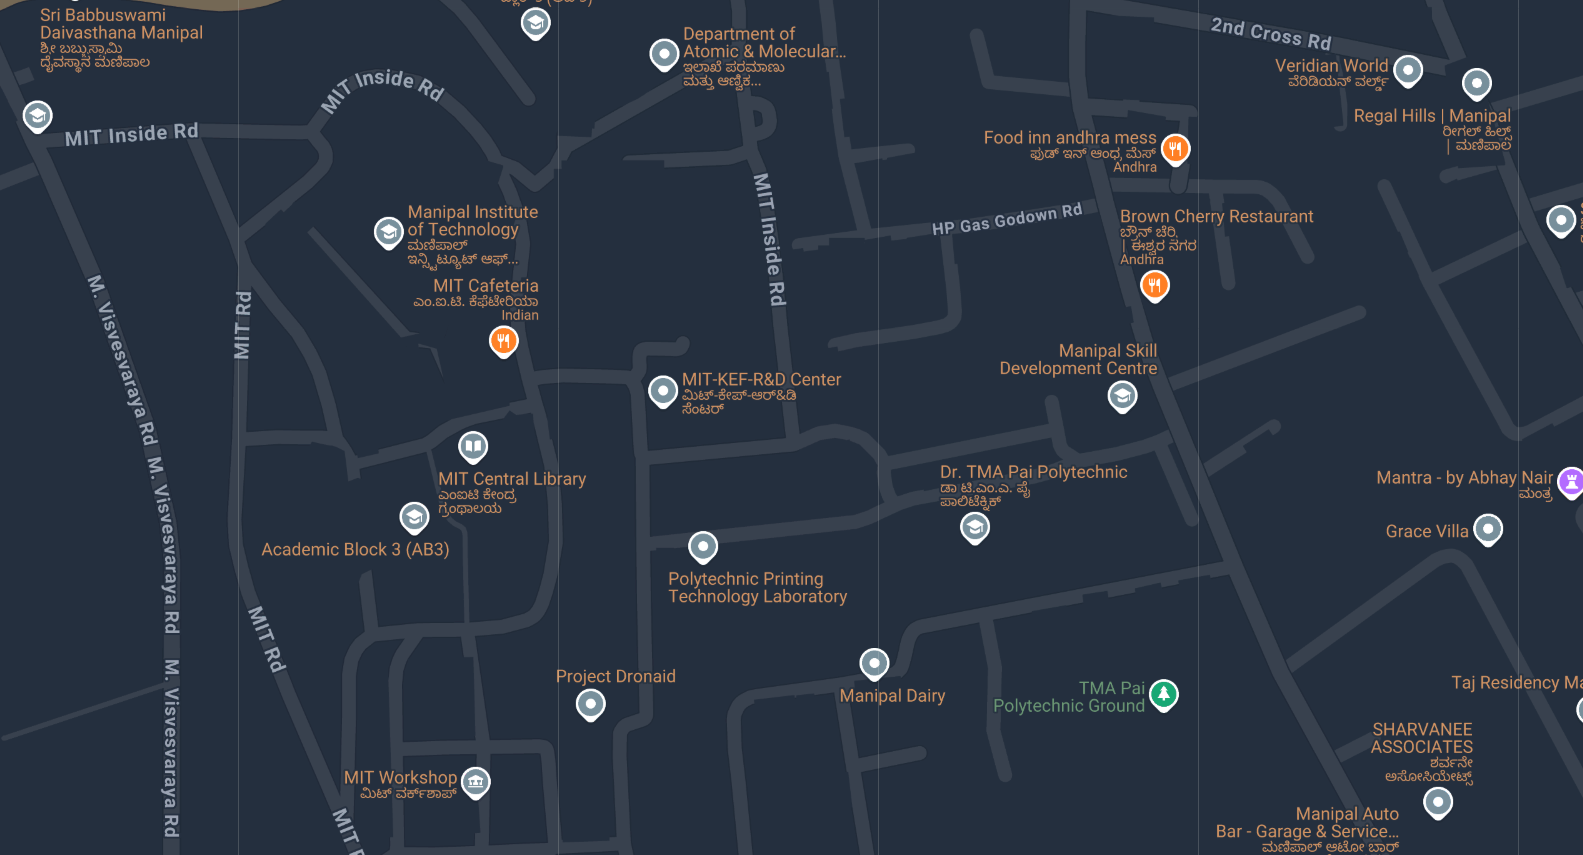 Sri Babbuswami
Daivasthana Manipal
ಶ್ರೀ ಬಬ್ಬುಸ್ವಾಮಿ
ದೈವಸ್ಥಾನ ಮಣಿಪಾಲ
Department of
Atomic & Molecular...
ಇಲಾಖೆ ಪರಮಾಣು
ಮತ್ತು ಆಣ್ವಿಕ...
2nd Cross Rd
Veridian World
ವೆರಿಡಿಯನ್ ವರ್ಲ್ಡ್
Regal Hills | Manipal
ರೀಗಲ್ ಹಿಲ್ಸ್
| ಮಣಿಪಾಲ
MIT Inside Rd
MIT Inside Rd
Food inn andhra mess
ಫುಡ್ ಇನ್ ಆಂಧ್ರ ಮೆಸ್
Andhra
MIT Inside Rd
HP Gas Godown Rd
Brown Cherry Restaurant
ಬ್ರೌನ್ ಚೆರಿ
| ಈಶ್ವರ ನಗರ
Andhra
Manipal Institute
of Technology
ಮಣಿಪಾಲ್
ಇನ್ಸ್ಟಿಟ್ಯೂಟ್ ಆಫ್...
MIT Cafeteria
ಎಂ.ಐ.ಟಿ. ಕೆಫೆಟೇರಿಯಾ
Indian
M. Visvesvaraya Rd
MIT Rd
Manipal Skill
Development Centre
MIT-KEF-R&D Center
ಮಿಟ್-ಕೇಪ್-ಆರ್&ಡಿ
ಸೆಂಟರ್
MIT Central Library
ಎಂಐಟಿ ಕೇಂದ್ರ
ಗ್ರಂಥಾಲಯ
Dr. TMA Pai Polytechnic
ಡಾ ಟಿ.ಎಂ.ಎ. ಪೈ
ಪಾಲಿಟೆಕ್ನಿಕ್
Mantra - by Abhay Nair
ಮಂತ್ರ
Grace Villa
M. Visvesvaraya Rd
Academic Block 3 (AB3)
Polytechnic Printing
Technology Laboratory
MIT Rd
Project Dronaid
Manipal Dairy
TMA Pai
Polytechnic Ground
Taj Residency Ma
M. Visvesvaraya Rd
SHARVANEE
ASSOCIATES
ಶರ್ವನೇ
ಅಸೋಸಿಯೇಟ್ಸ್
MIT Workshop
ಮಿಟ್ ವರ್ಕ್‌ಶಾಪ್
MIT
Manipal Auto
Bar - Garage & Service...
ಮಣಿಪಾಲ್ ಆಟೋ ಬಾರ್